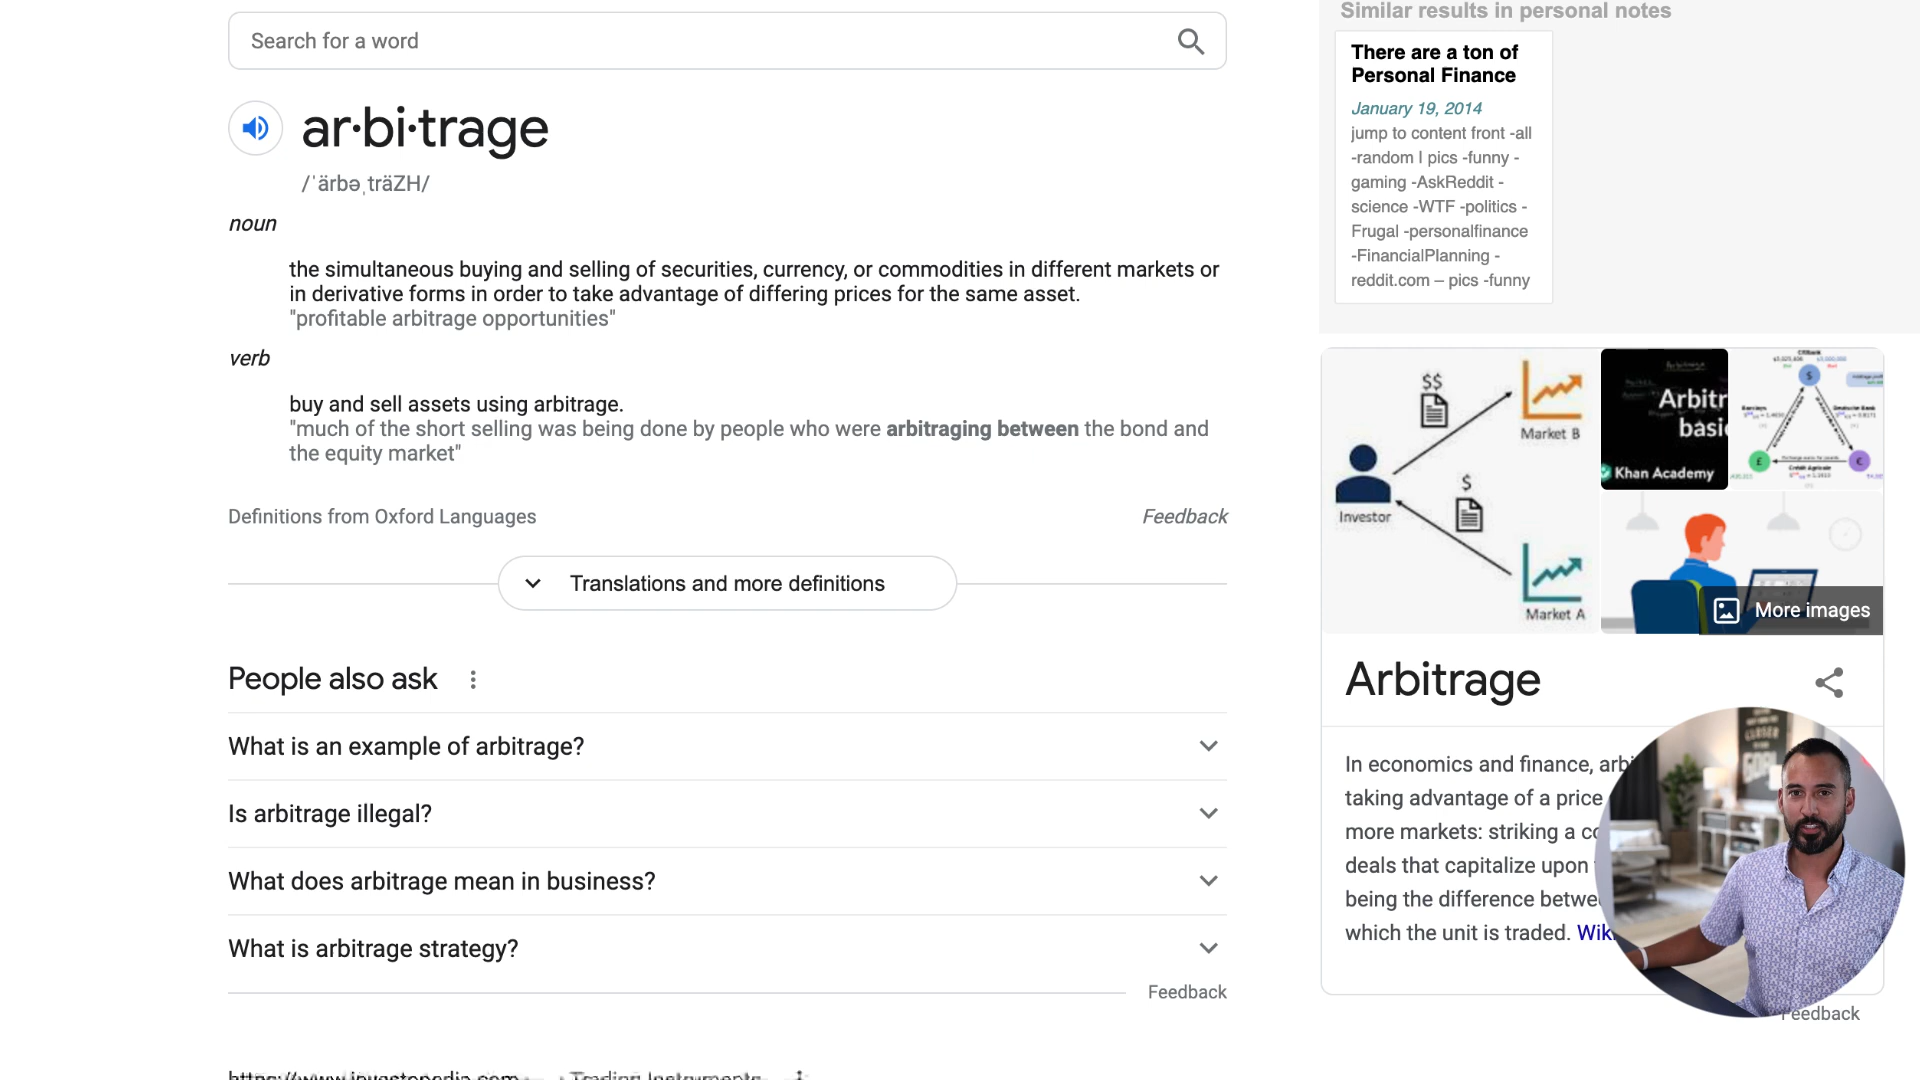 Search for a word
ar·bi·trage
/ˈärbəˌträZH/
noun
the simultaneous buying and selling of securities, currency, or commodities in different markets or
in derivative forms in order to take advantage of differing prices for the same asset.
"profitable arbitrage opportunities"
verb
buy and sell assets using arbitrage.
"much of the short selling was being done by people who were arbitraging between the bond and
the equity market"
Definitions from Oxford Languages
Feedback
Translations and more definitions
People also ask
What is an example of arbitrage?
Is arbitrage illegal?
What does arbitrage mean in business?
What is arbitrage strategy?
Feedback
Similar results in personal notes
There are a ton of
Personal Finance
January 19, 2014
jump to content front -all
-random | pics -funny -
gaming -AskReddit -
science -WTF -politics -
Frugal -personalfinance
-FinancialPlanning -
reddit.com – pics -funny
$$
Market B
Investor
$
Market A
Arbitr
basi
Khan Academy
$
£
€
More images
Arbitrage
In economics and finance, arbi
taking advantage of a price
more markets: striking a co
deals that capitalize upon
being the difference betwe
which the unit is traded. Wik
Feedback